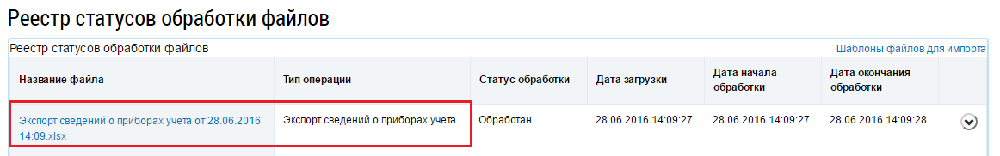 Реестр статусов обработки файлов
Реестр статусов обработки файлов
Шаблоны файлов для импорта
Название файла
Тип операции
Статус обработки
Дата загрузки
Дата начала
обработки
Дата окончания
обработки
Экспорт сведений о приборах учета от 28.06.2016
14:09.xlsx
Экспорт сведений о приборах учета
Обработан
28.06.2016 14:09:27
28.06.2016 14:09:27
28.06.2016 14:09:28